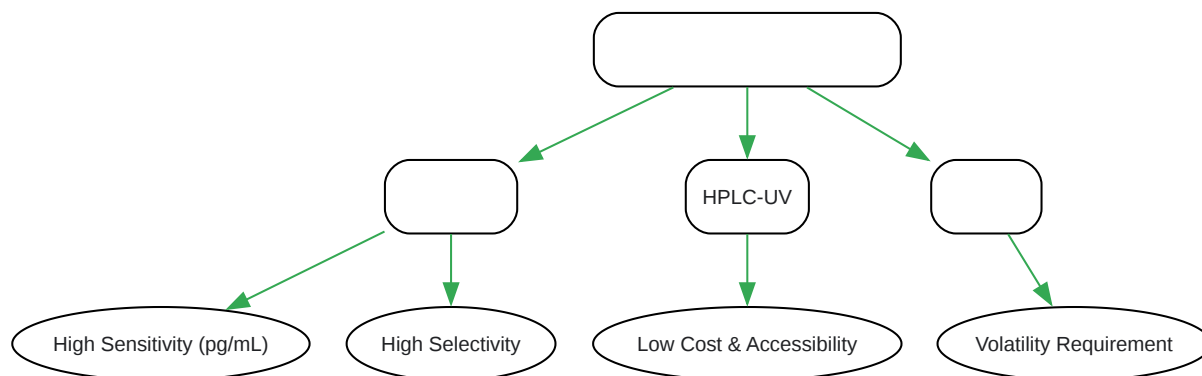 HPLC-UV
High Sensitivity (pg/mL)
High Selectivity
Low Cost & Accessibility
Volatility Requirement